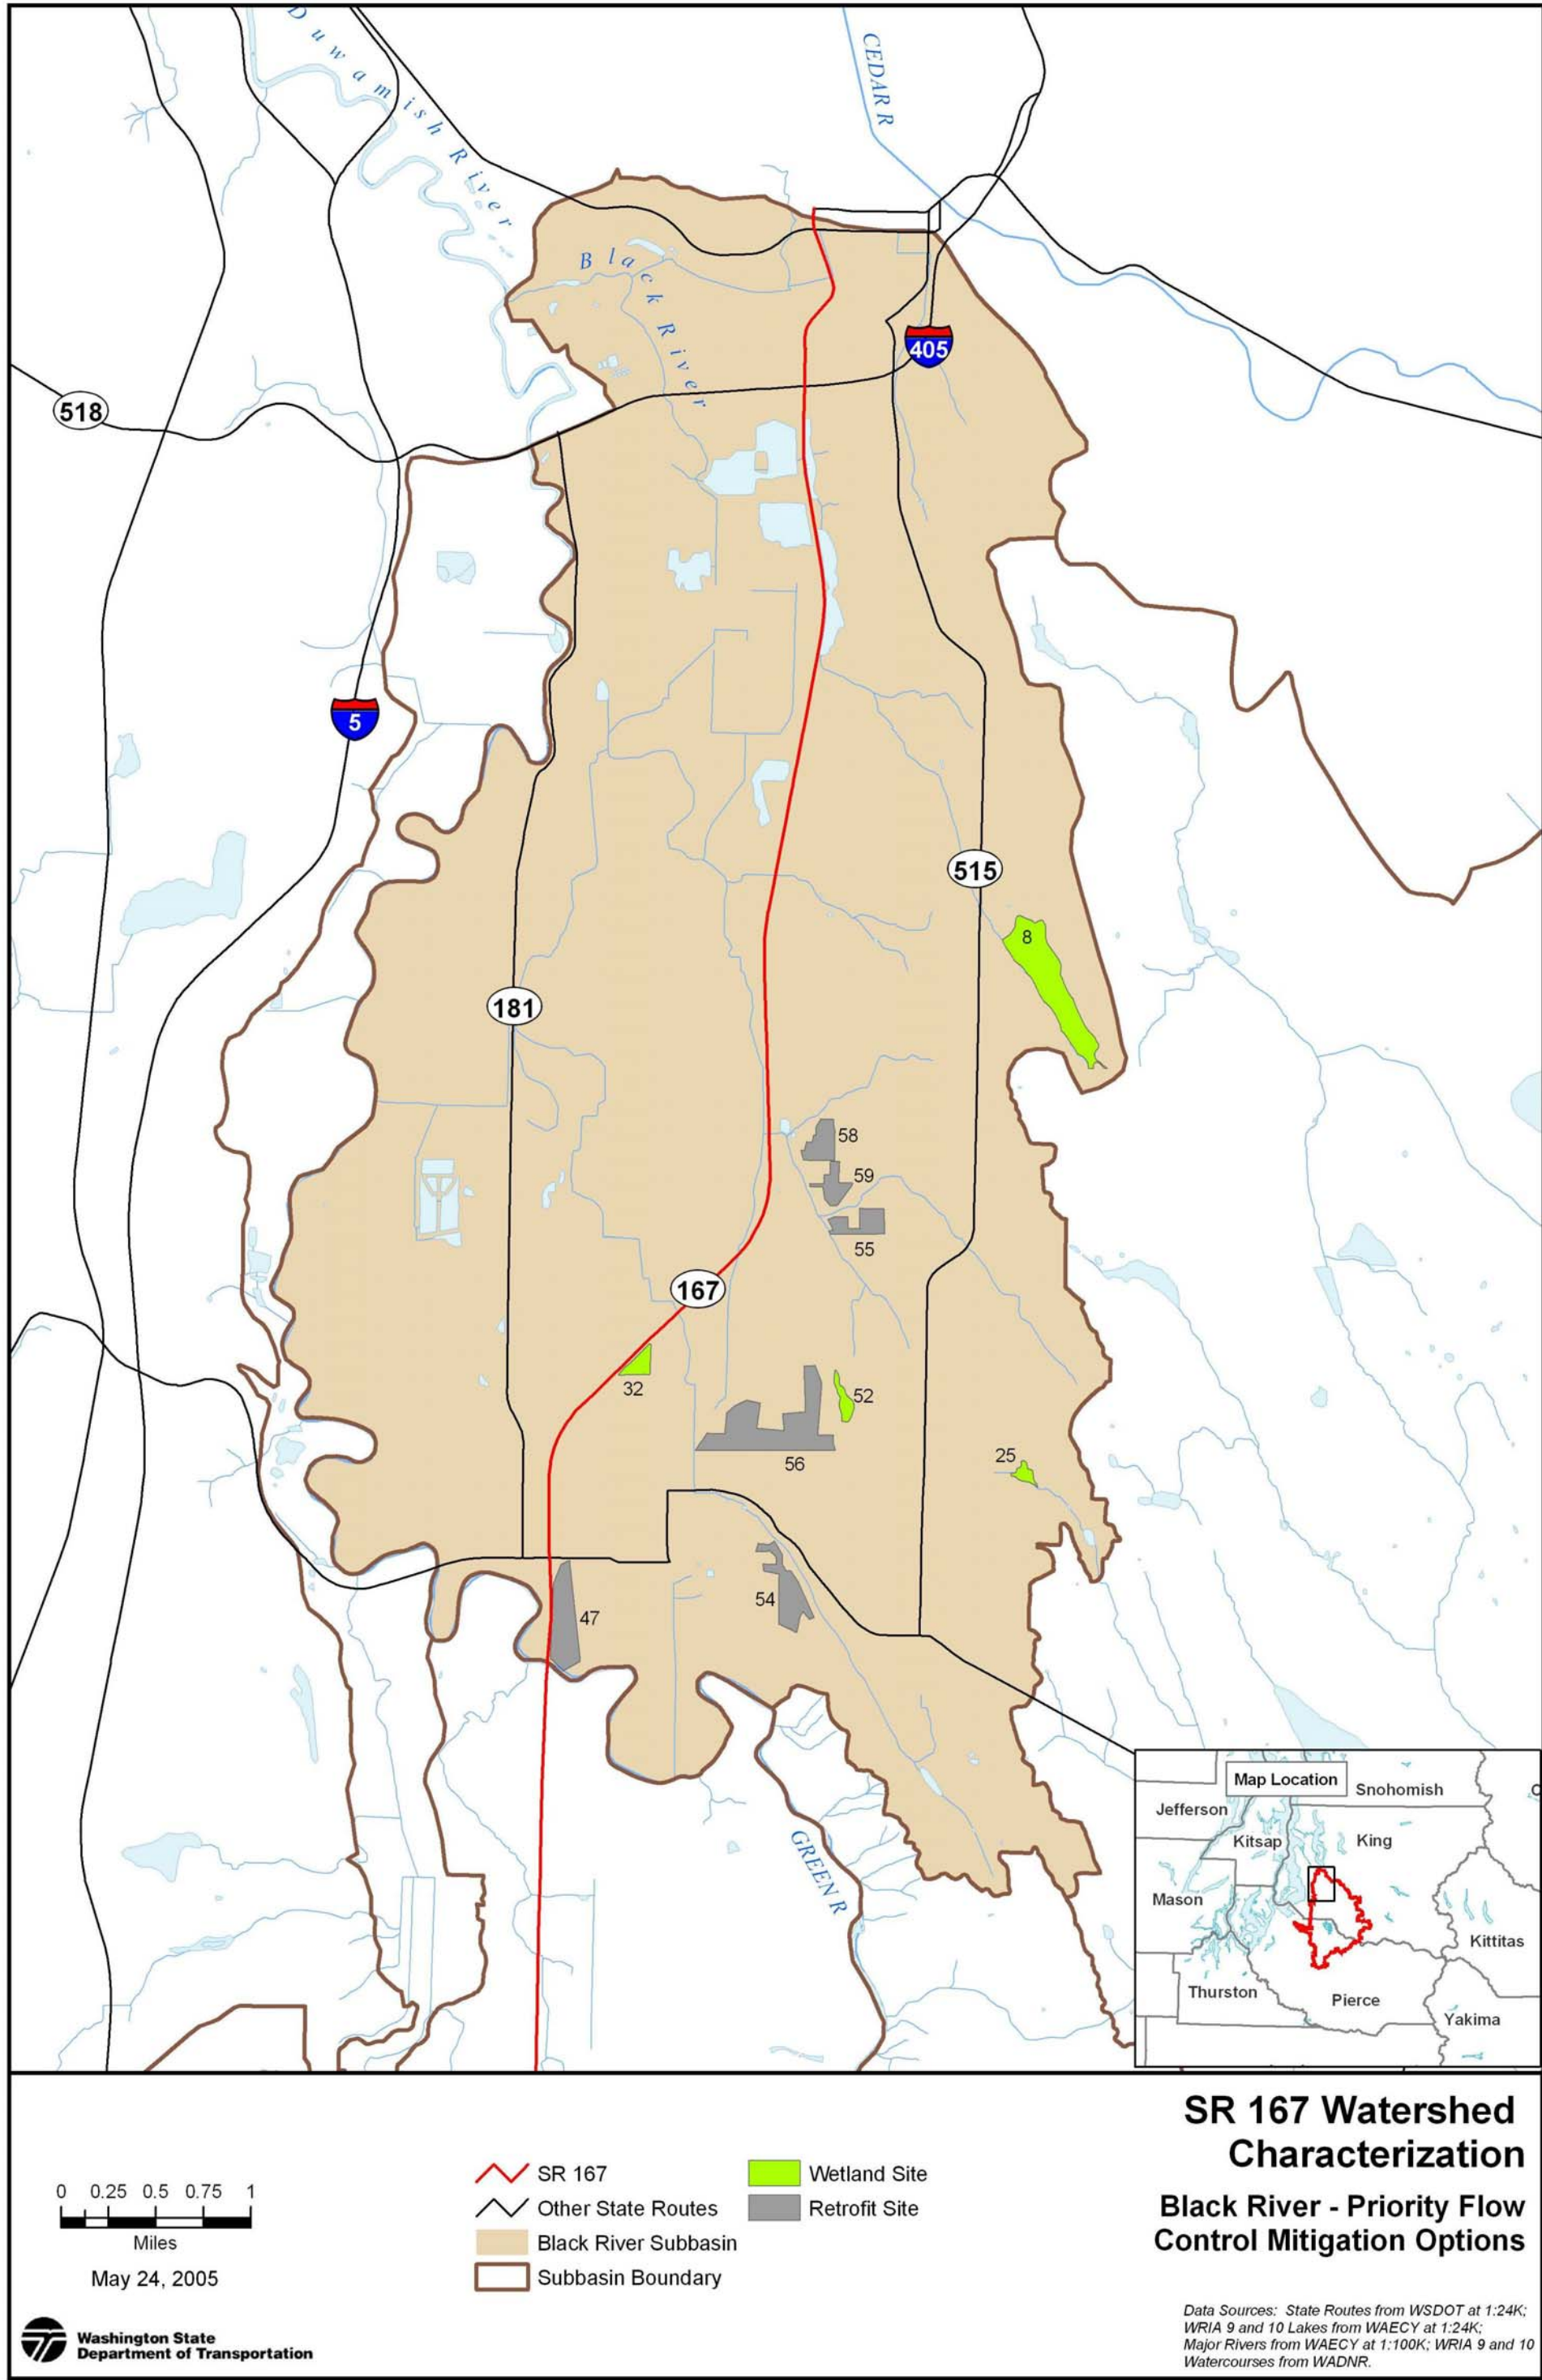 Duwamish River
CEDAR R
Black River
405
518
5
515
8
181
58
59
55
167
32
52
56
25
54
47
GREEN R
Map Location
Snohomish
Jefferson
Kitsap
King
Mason
Kittitas
Thurston
Pierce
Yakima
SR 167 Watershed
Characterization
Black River - Priority Flow
Control Mitigation Options
0 0.25 0.5 0.75 1
Miles
May 24, 2005
SR 167
Other State Routes
Black River Subbasin
Subbasin Boundary
Wetland Site
Retrofit Site
Washington State
Department of Transportation
Data Sources: State Routes from WSDOT at 1:24K;
WRIA 9 and 10 Lakes from WAECY at 1:24K;
Major Rivers from WAECY at 1:100K; WRIA 9 and 10
Watercourses from WADNR.